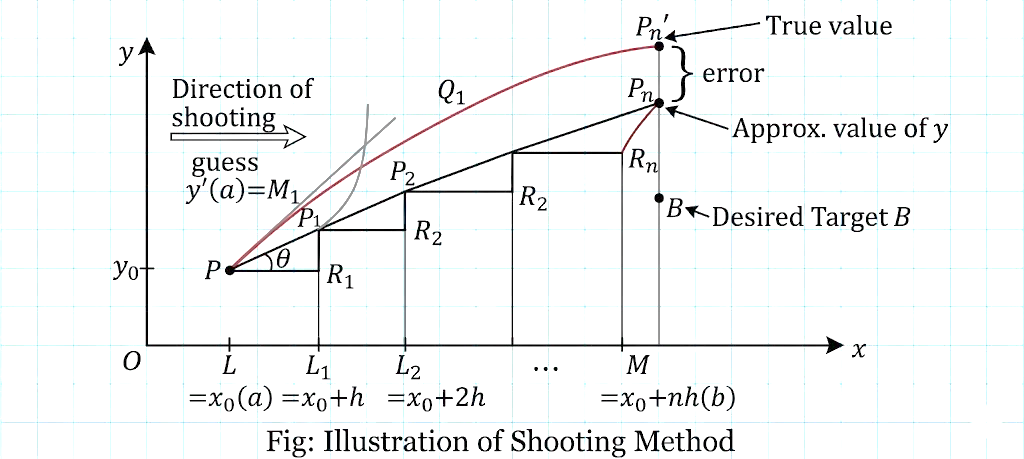 y
Pₙ′
True value
error
Direction of
shooting
Q₁
Pₙ
Approx. value of y
guess
y′(a)=M₁
P₂
Rₙ
P₁
R₂
B
Desired Target B
R₂
y₀
P
θ
R₁
O
L
L₁
L₂
...
M
x
=x₀(a)
=x₀+h
=x₀+2h
=x₀+nh(b)
Fig: Illustration of Shooting Method